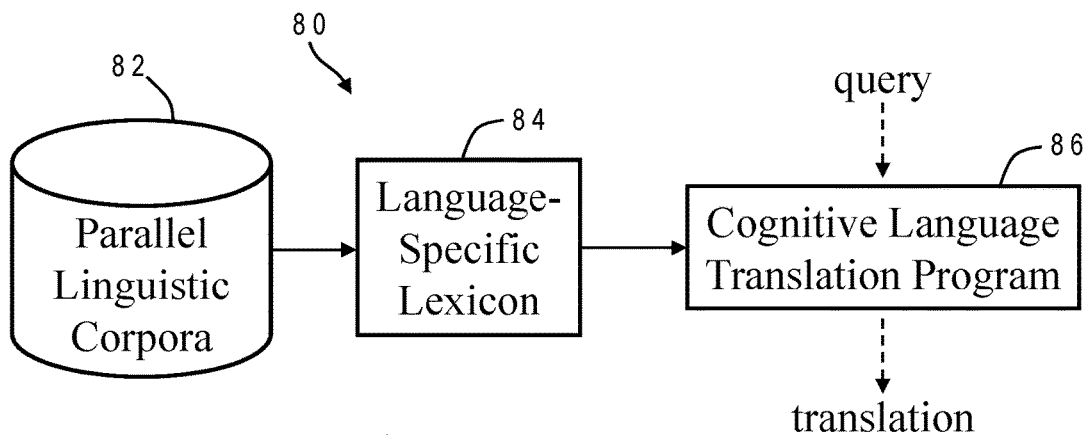 80
82
Parallel
Linguistic
Corpora
84
Language-
Specific
Lexicon
query
86
Cognitive Language
Translation Program
translation